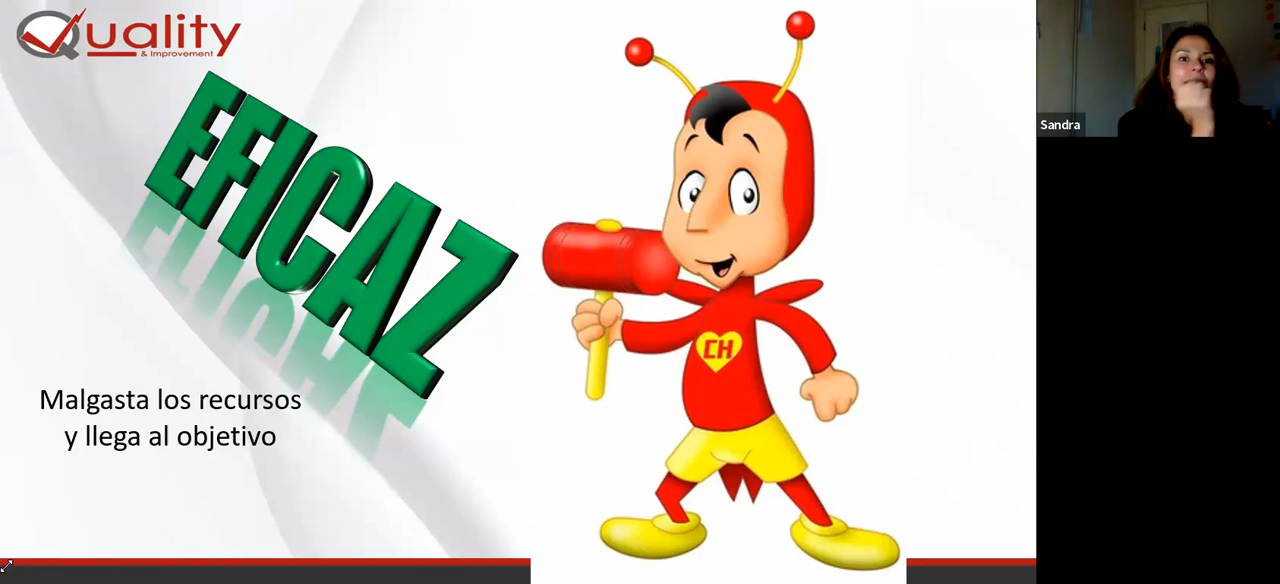 Quality
& Improvement
EFICAZ
Malgasta los recursos
y llega al objetivo
CH
Sandra